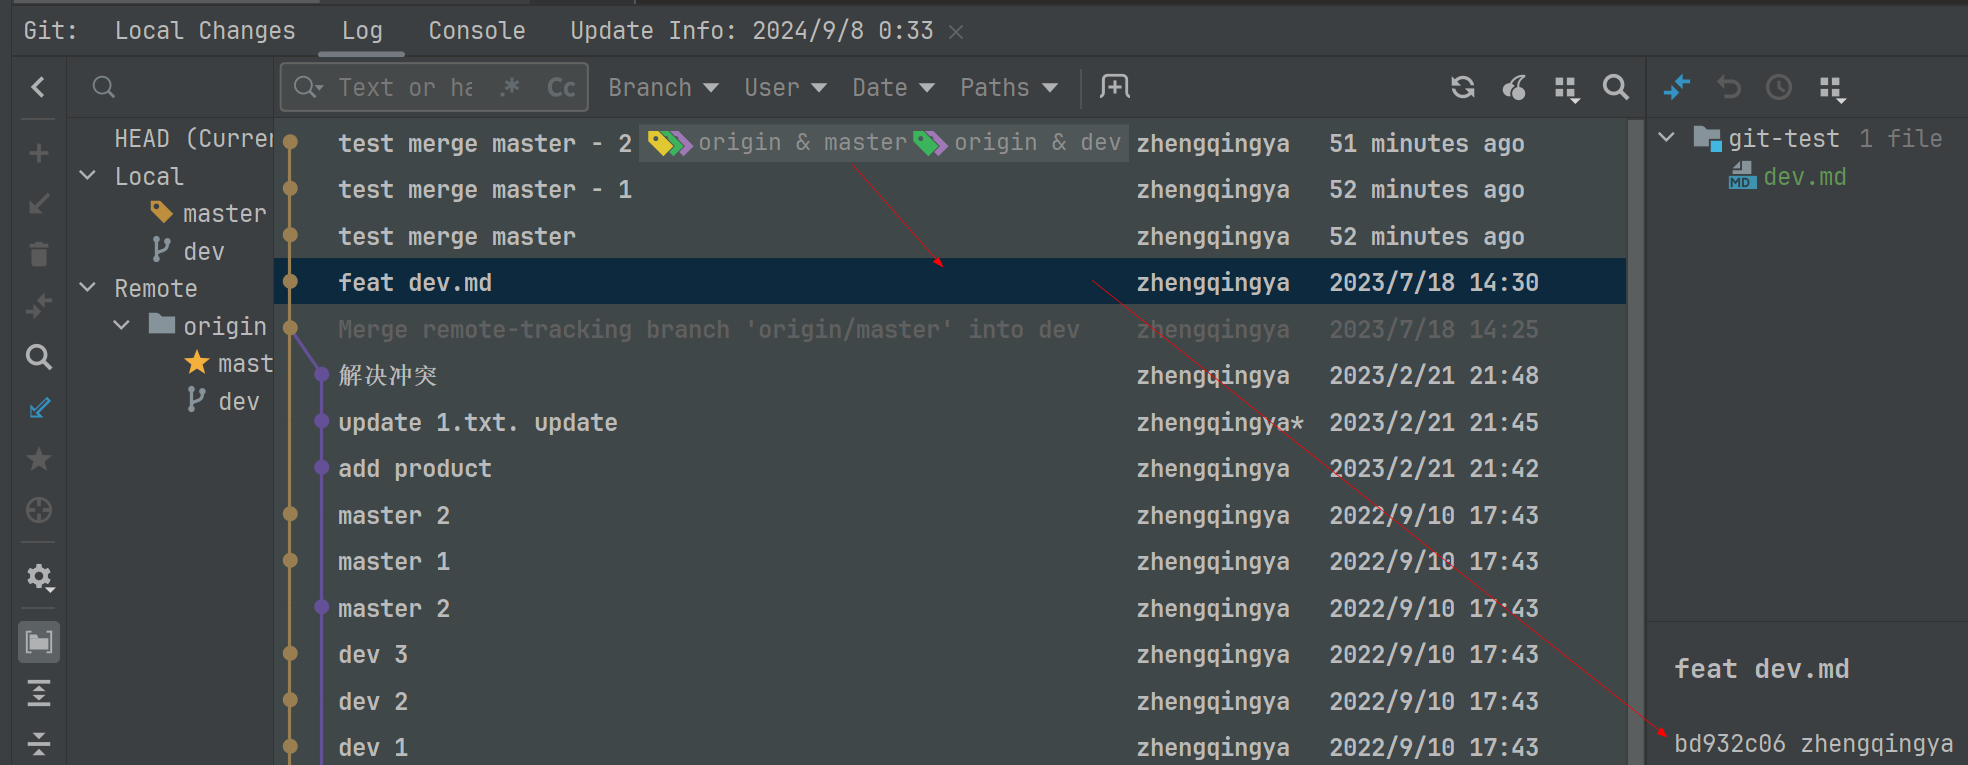 Git: Local Changes Log Console Update Info: 2024/9/8 0:33
Text or ha .* Cc Branch User Date Paths
HEAD (Curren
Local
master
dev
Remote
origin
mast
dev
test merge master - 2 origin & master origin & dev zhengqingya 51 minutes ago
test merge master - 1 zhengqingya 52 minutes ago
test merge master zhengqingya 52 minutes ago
feat dev.md zhengqingya 2023/7/18 14:30
Merge remote-tracking branch 'origin/master' into dev zhengqingya 2023/7/18 14:25
解决冲突 zhengqingya 2023/2/21 21:48
update 1.txt. update zhengqingya* 2023/2/21 21:45
add product zhengqingya 2023/2/21 21:42
master 2 zhengqingya 2022/9/10 17:43
master 1 zhengqingya 2022/9/10 17:43
master 2 zhengqingya 2022/9/10 17:43
dev 3 zhengqingya 2022/9/10 17:43
dev 2 zhengqingya 2022/9/10 17:43
dev 1 zhengqingya 2022/9/10 17:43
git-test 1 file
MD dev.md
feat dev.md
bd932c06 zhengqingya